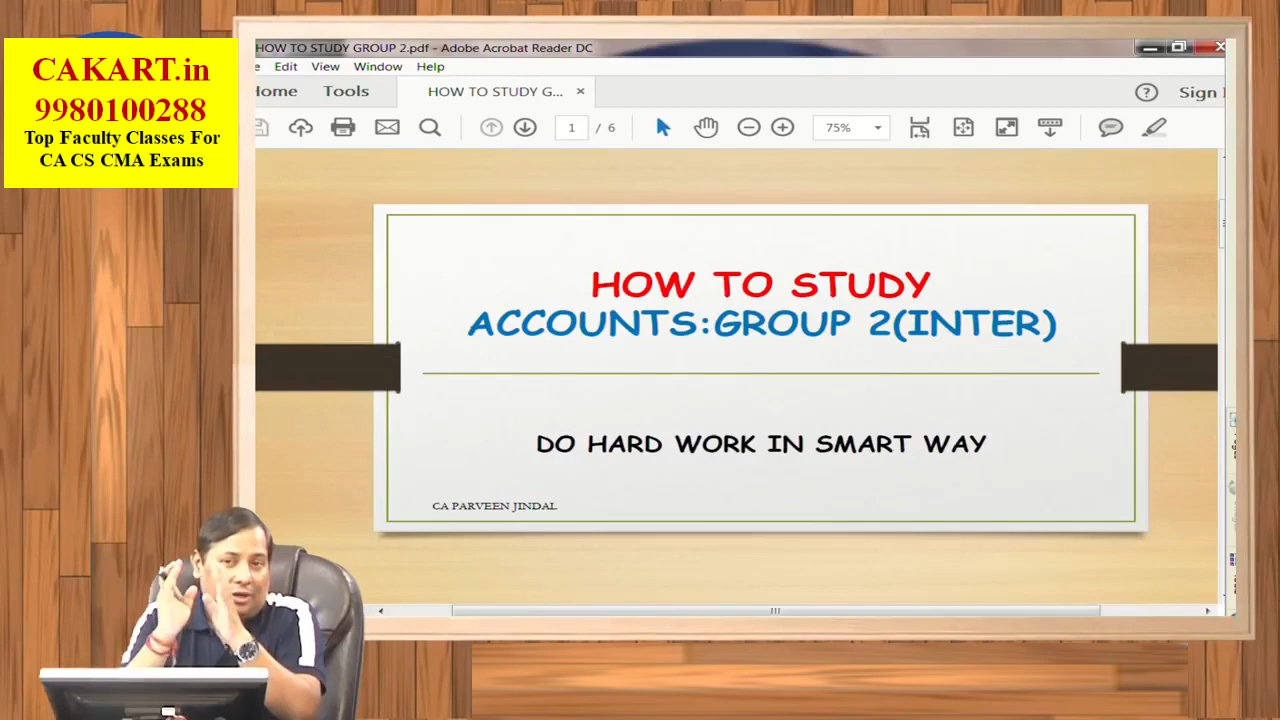 CAKART.in
9980100288
Top Faculty Classes For
CA CS CMA Exams
HOW TO STUDY GROUP 2.pdf - Adobe Acrobat Reader DC
Edit View Window Help
Home Tools HOW TO STUDY G... × ? Sign
1 / 6 75%
HOW TO STUDY
ACCOUNTS:GROUP 2(INTER)
DO HARD WORK IN SMART WAY
CA PARVEEN JINDAL